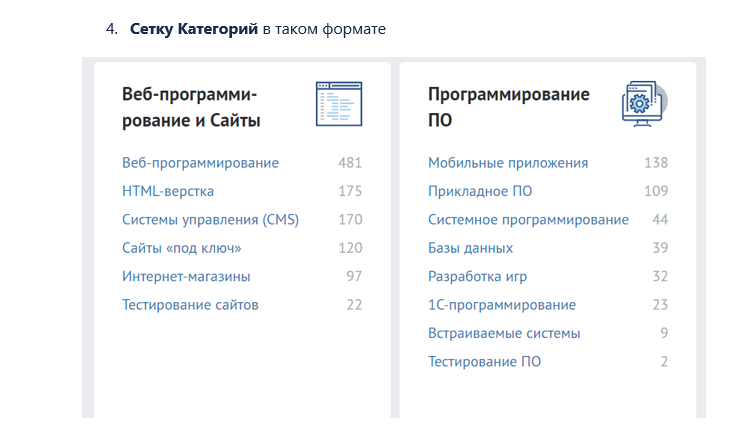 4. Сетку Категорий в таком формате
Веб-программи-
рование и Сайты
Веб-программирование 481
HTML-верстка 175
Системы управления (CMS) 170
Сайты «под ключ» 120
Интернет-магазины 97
Тестирование сайтов 22
Программирование
ПО
Мобильные приложения 138
Прикладное ПО 109
Системное программирование 44
Базы данных 39
Разработка игр 32
1С-программирование 23
Встраиваемые системы 9
Тестирование ПО 2